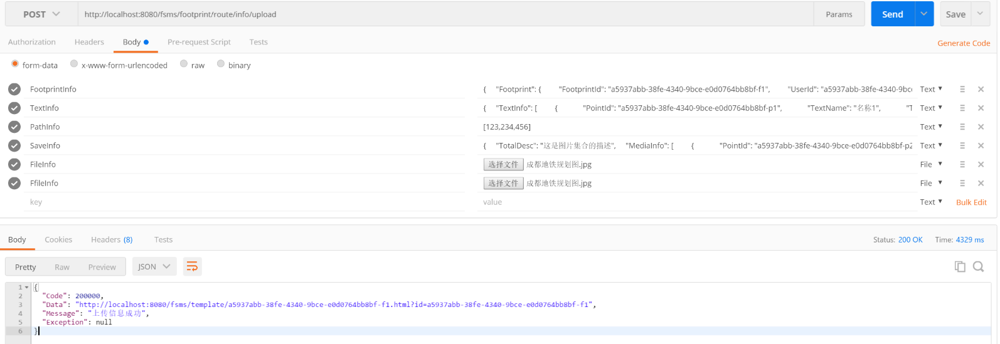 POST http://localhost:8080/fsms/footprint/route/info/upload Params Send Save
Authorization Headers Body Pre-request Script Tests Generate Code
form-data x-www-form-urlencoded raw binary
FootprintInfo { "Footprint": { "FootprintId": "a5937abb-38fe-4340-9bce-e0d0764bb8bf-f1", "UserId": "a5937abb-38fe-4340-9bc Text
TextInfo { "TextInfo": [ { "PointId": "a5937abb-38fe-4340-9bce-e0d0764bb8bf-p1", "TextName": "名称1", "T Text
PathInfo [123,234,456] Text
SaveInfo { "TotalDesc": "这是图片集合的描述", "MediaInfo": [ { "PointId": "a5937abb-38fe-4340-9bce-e0d0764bb8bf-p2 Text
FileInfo 选择文件 成都地铁规划图.jpg File
FfileInfo 选择文件 成都地铁规划图.jpg File
key value Text Bulk Edit
Body Cookies Headers (8) Tests Status: 200 OK Time: 4329 ms
Pretty Raw Preview JSON
1 {
2 "Code": 200000,
3 "Data": "http://localhost:8080/fsms/template/a5937abb-38fe-4340-9bce-e0d0764bb8bf-f1.html?id=a5937abb-38fe-4340-9bce-e0d0764bb8bf-f1",
4 "Message": "上传信息成功",
5 "Exception": null
6 }